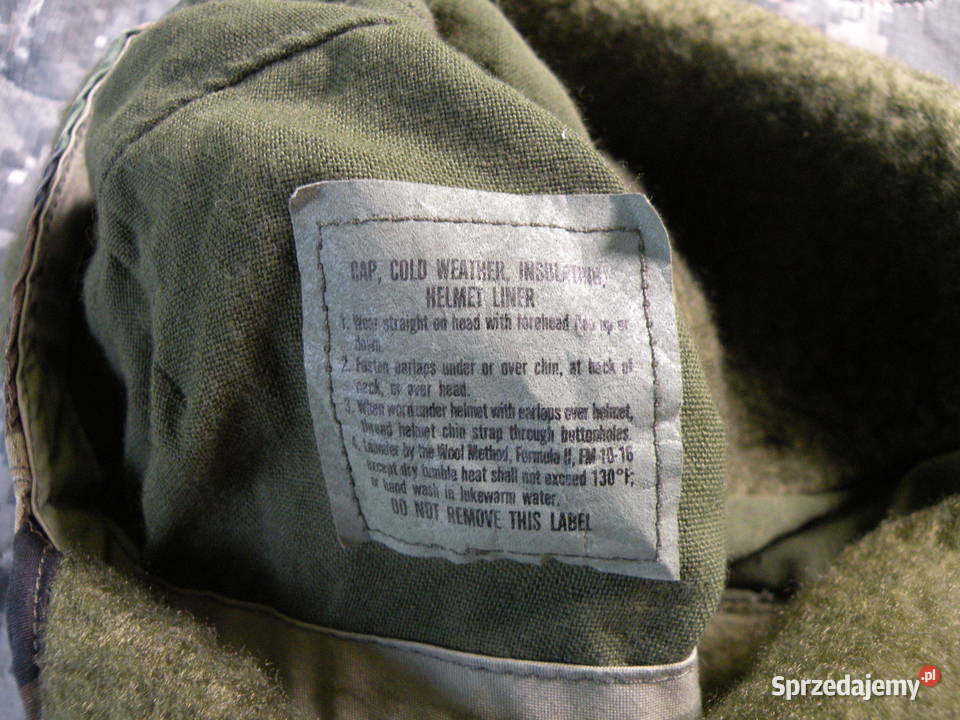 CAP, COLD WEATHER, INSULATING,
HELMET LINER
1. Wear straight on head with forehead flap up or
down.
2. Fasten earlaps under or over chin, at back of
neck, or over head.
3. When worn under helmet with earlaps over helmet,
thread helmet chin strap through buttonholes.
4. Launder by the Wool Method, Formula II, FM 10-16
except dry tumble heat shall not exceed 130°F;
or hand wash in lukewarm water.
DO NOT REMOVE THIS LABEL
Sprzedajemy.pl